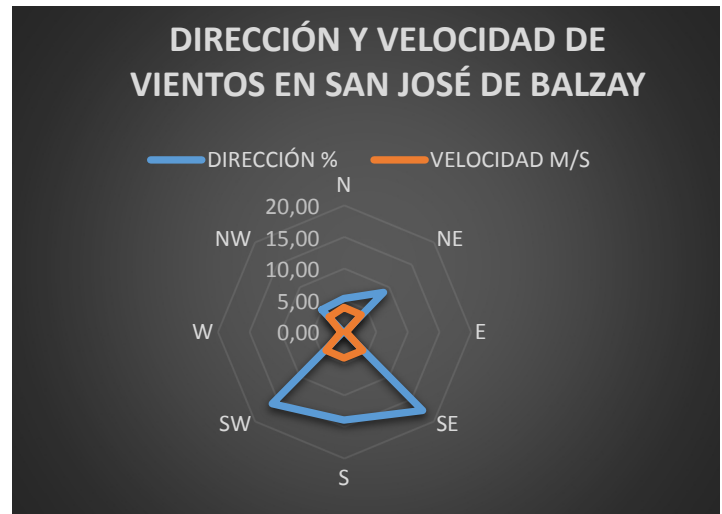 DIRECCIÓN Y VELOCIDAD DE
VIENTOS EN SAN JOSÉ DE BALZAY
DIRECCIÓN % VELOCIDAD M/S
N
20,00
NW 15,00 NE
10,00
5,00
W 0,00 E
SW SE
S